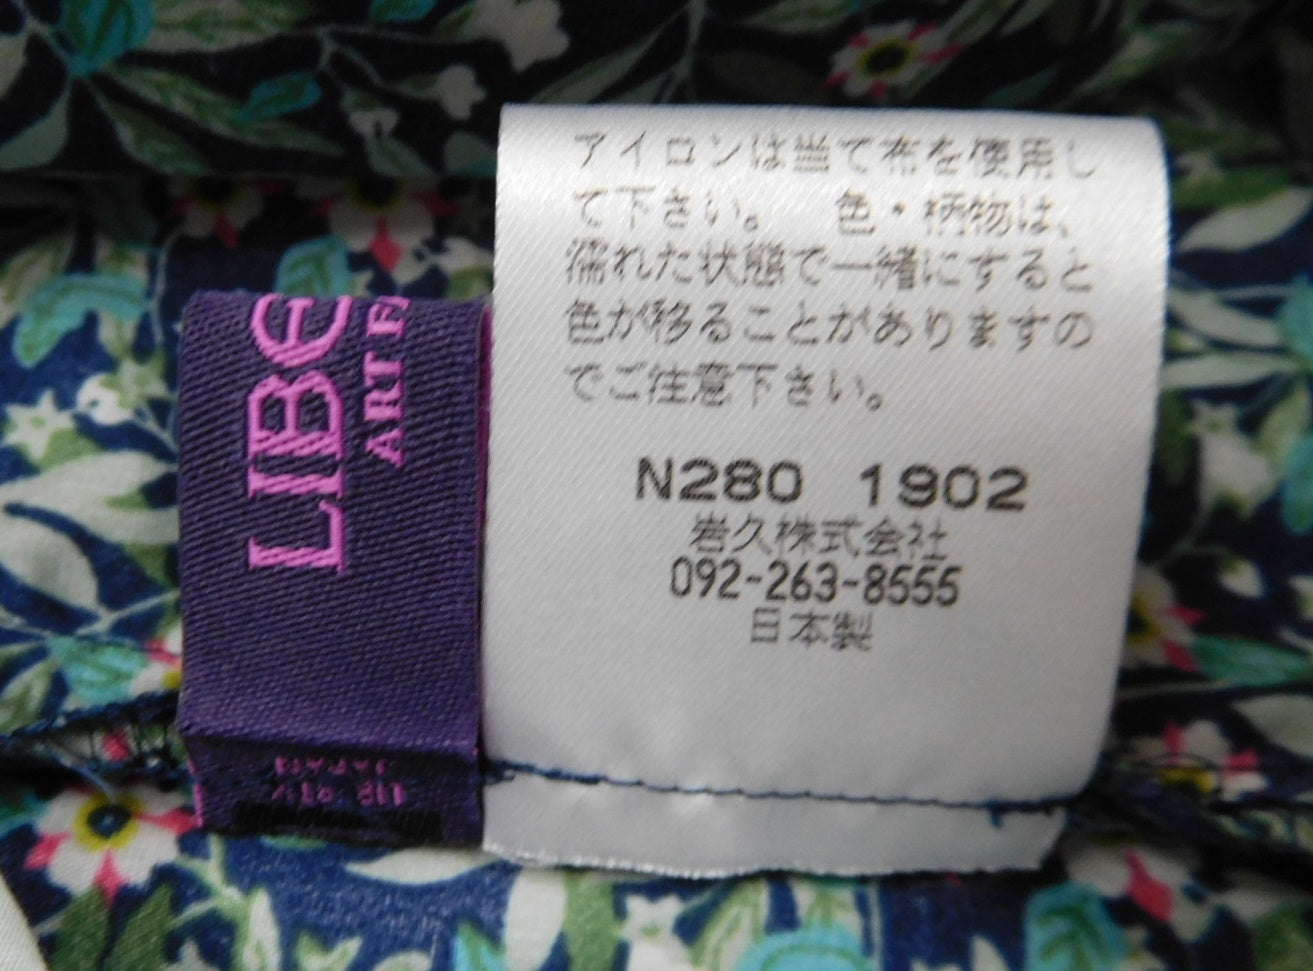 アイロンは当て布を使用し
て下さい。　色・柄物は、
濡れた状態で一緒にすると
色が移ることがありますの
でご注意下さい。
N280 1902
岩久株式会社
092-263-8555
日本製
LIBE
ART FA